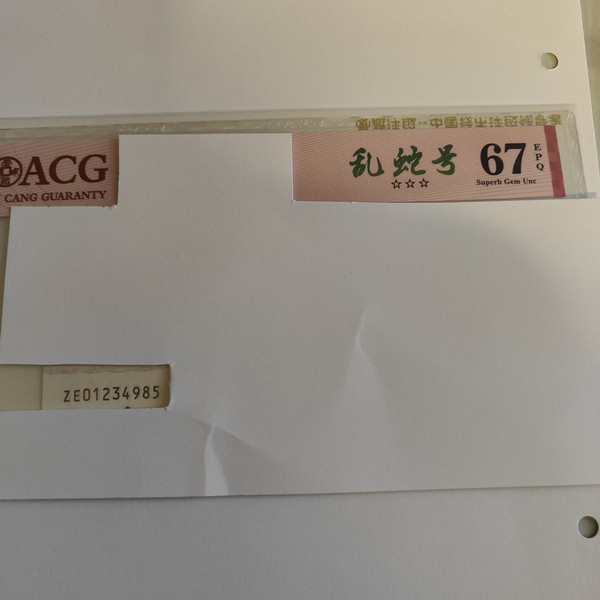 ACG
CANG GUARANTY
乱蛇号 67 EPQ
☆☆☆ Superb Gem Unc
ZE01234985